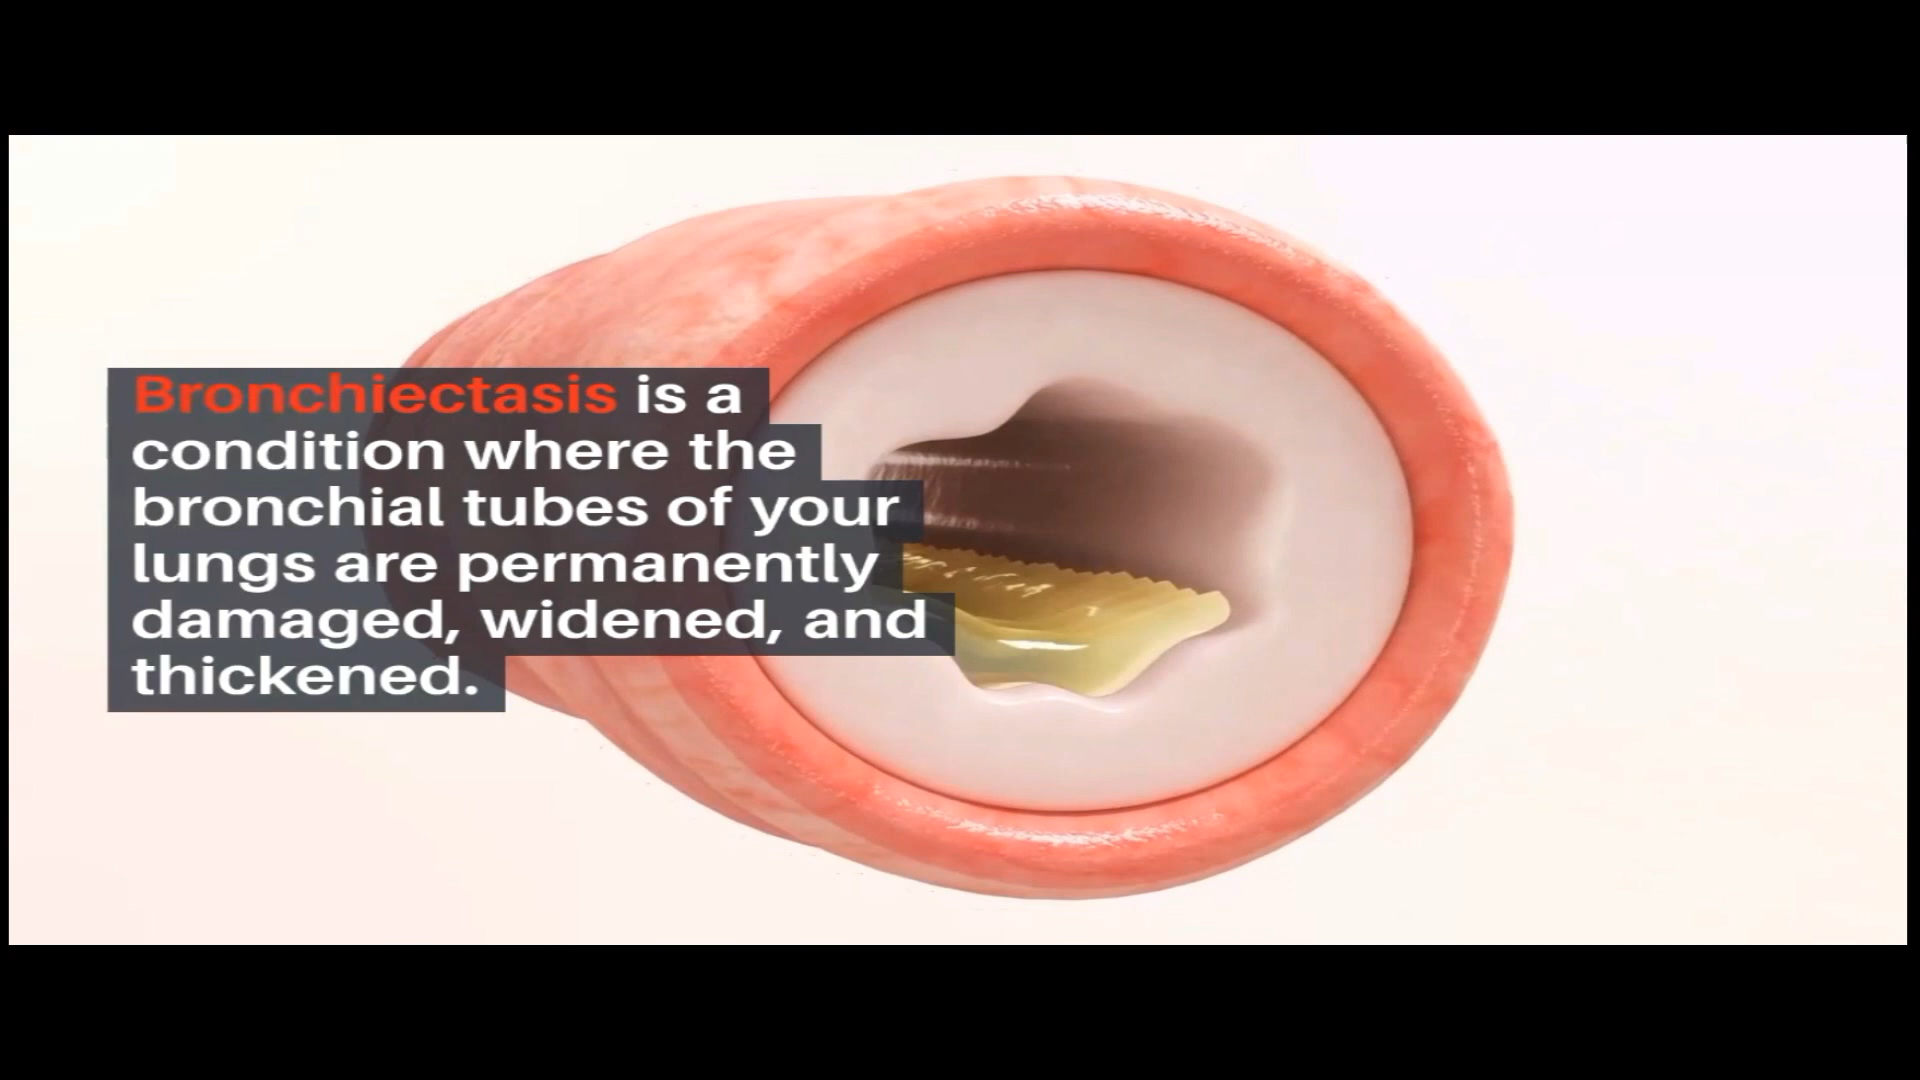 Bronchiectasis is a
condition where the
bronchial tubes of your
lungs are permanently
damaged, widened, and
thickened.